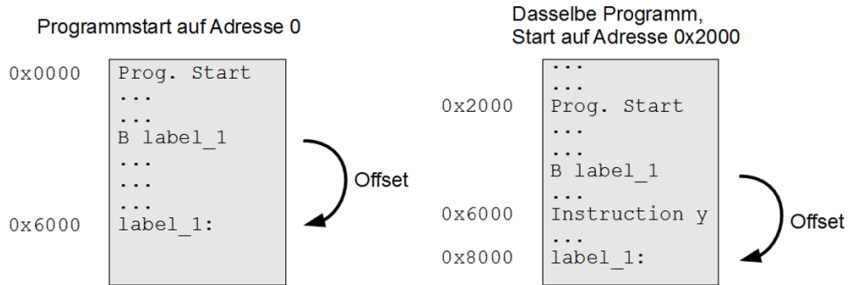 Programmstart auf Adresse 0
0x0000 Prog. Start
...
...
B label_1
...
...
...
0x6000 label_1:
Offset
Dasselbe Programm,
Start auf Adresse 0x2000
...
...
0x2000 Prog. Start
...
...
B label_1
...
0x6000 Instruction y
...
0x8000 label_1:
Offset